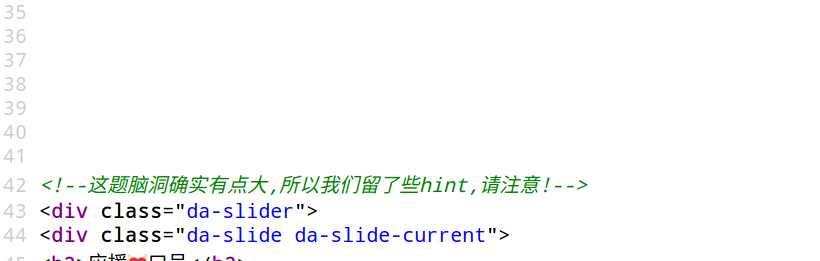 35
36
37
38
39
40
41
42 <!--这题脑洞确实有点大,所以我们留了些hint,请注意!-->
43 <div class="da-slider">
44 <div class="da-slide da-slide-current">